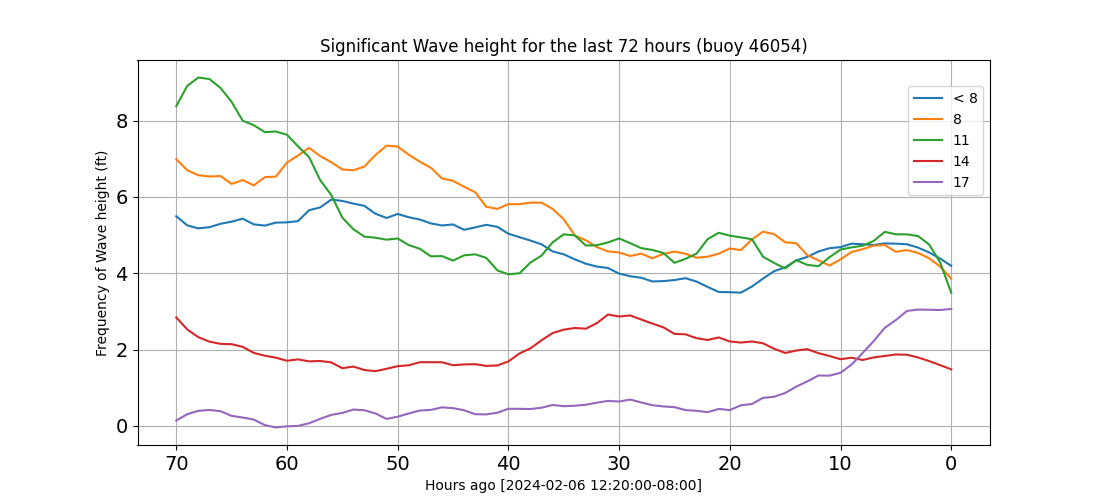 Significant Wave height for the last 72 hours (buoy 46054)
Frequency of Wave height (ft)
8
6
4
2
0
< 8
8
11
14
17
70 60 50 40 30 20 10 0
Hours ago [2024-02-06 12:20:00-08:00]